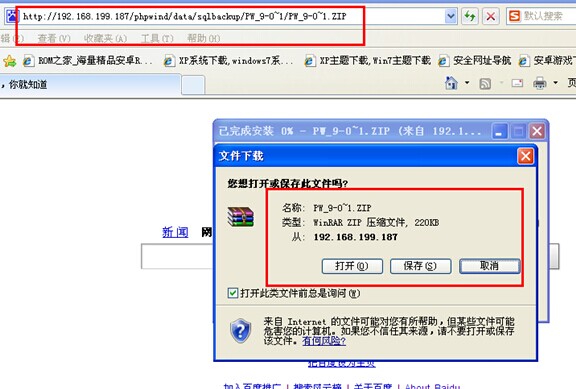 http://192.168.199.187/phpwind/data/sqlbackup/PW_9-0~1/PW_9-0~1.ZIP
默认搜索
查看(V) 收藏夹(A) 工具(T) 帮助(H)
ROM之家_海量精品安卓R... XP系统下载,windows7系... XP主题下载,Win7主题下载 安全网址导航 安卓游戏下
,你就知道
已完成安装 0% - PW_9-0~1.ZIP (来自 192.1...
文件下载
您想打开或保存此文件吗?
名称: PW_9-0~1.ZIP
类型: WinRAR ZIP 压缩文件, 220KB
从: 192.168.199.187
新闻 网
打开(O) 保存(S) 取消
打开此类文件前总是询问(W)
来自 Internet 的文件可能对您有所帮助，但某些文件可能
危害您的计算机。如果您不信任其来源，请不要打开或保存
该文件。有何风险?
把百度设为主页
加入百度推广 | 搜索风云榜 | 关于百度 | About Baidu